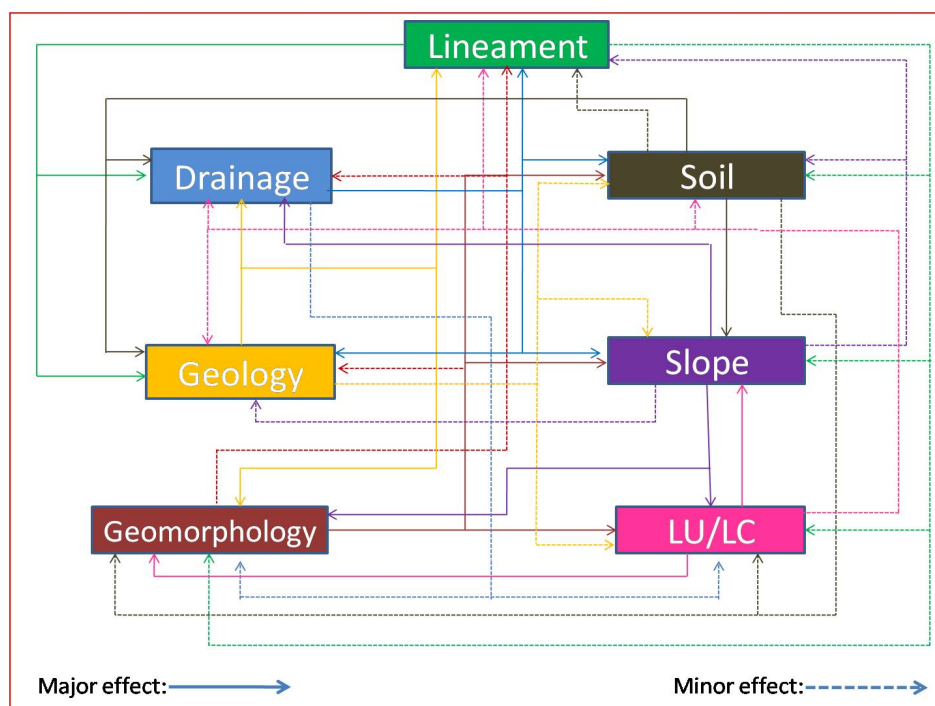 Lineament
Drainage
Soil
Geology
Slope
Geomorphology
LU/LC
Major effect:
Minor effect: